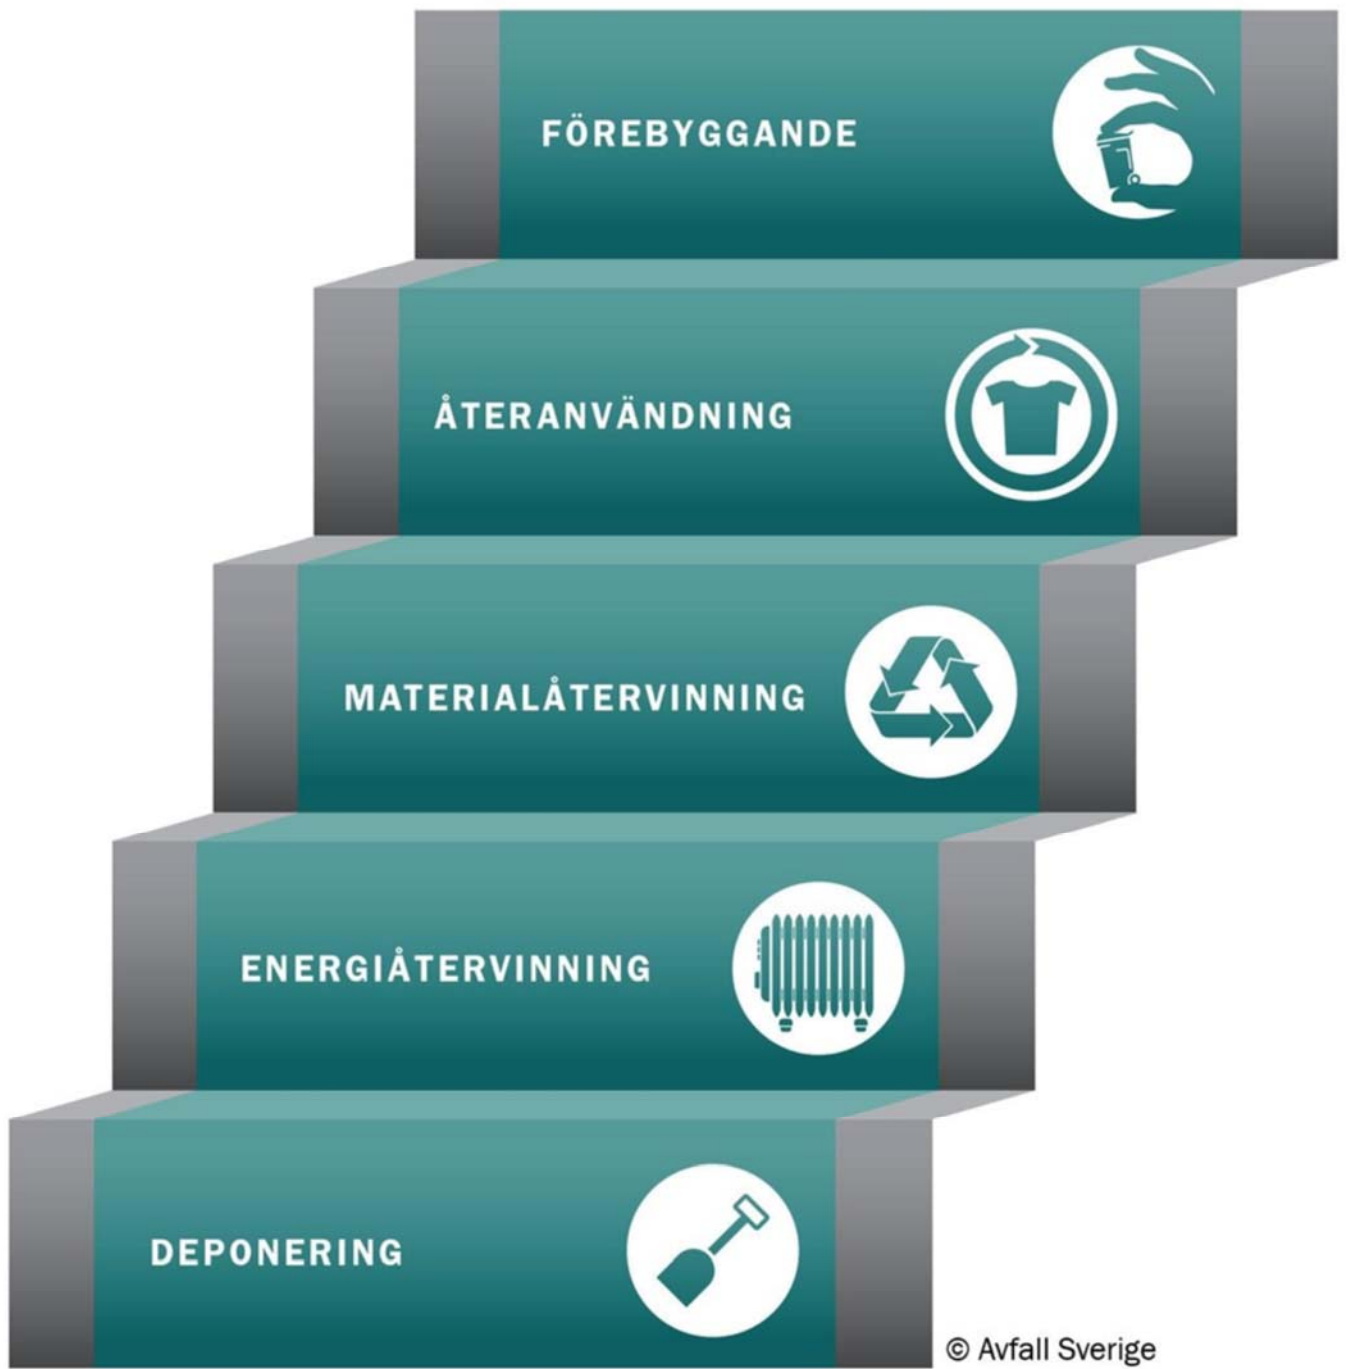 FÖREBYGGANDE
ÅTERANVÄNDNING
MATERIALÅTERVINNING
ENERGIÅTERVINNING
DEPONERING
© Avfall Sverige